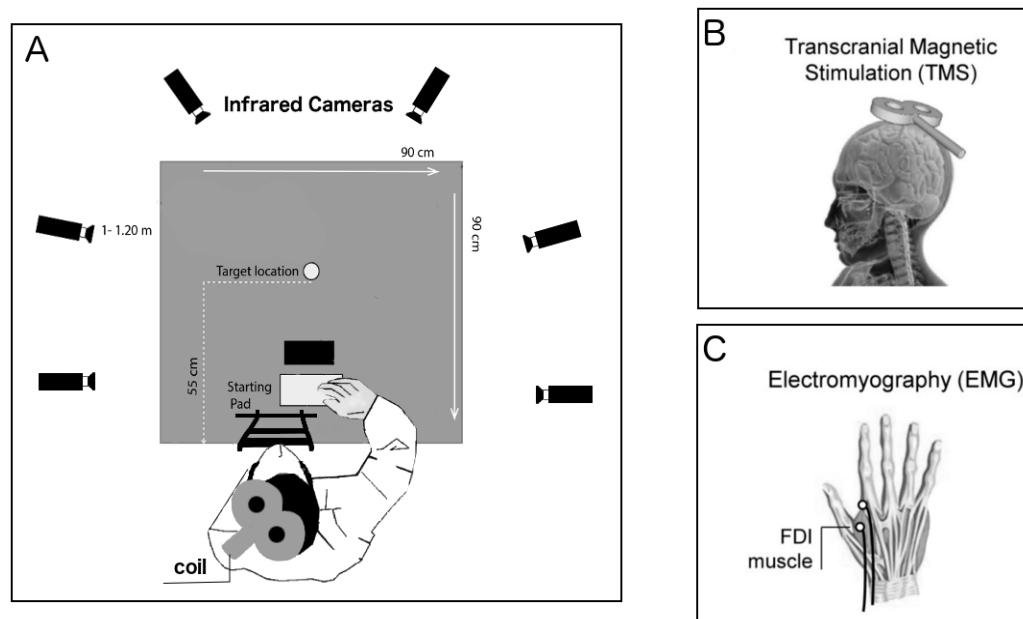 A
Infrared Cameras
90 cm
90 cm
1- 1.20 m
Target location
55 cm
Starting
Pad
coil
B
Transcranial Magnetic
Stimulation (TMS)
C
Electromyography (EMG)
FDI
muscle